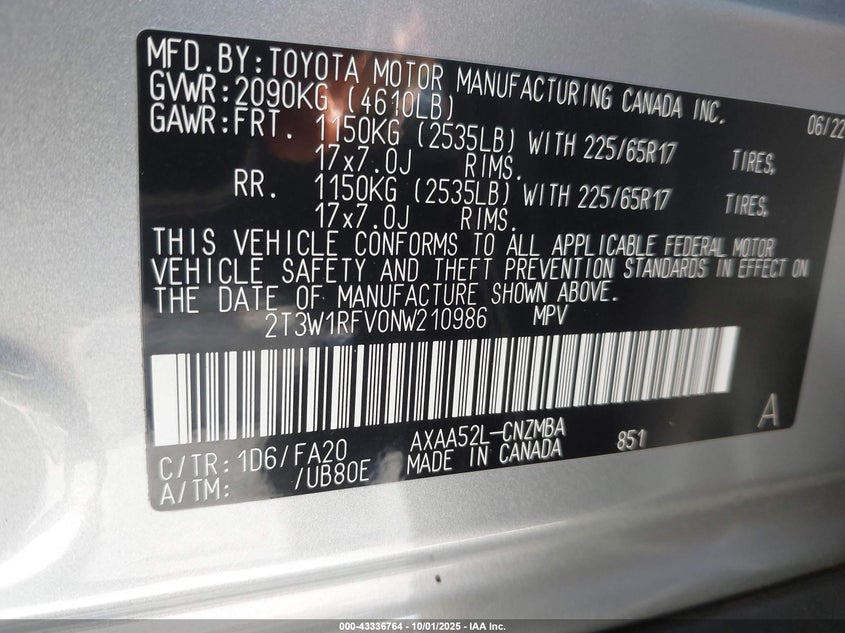 MFD.BY:TOYOTA MOTOR MANUFACTURING CANADA INC. 06/22
GVWR:2090KG (4610LB)
GAWR:FRT. 1150KG (2535LB) WITH 225/65R17 TIRES,
17x7.0J RIMS.
RR. 1150KG (2535LB) WITH 225/65R17 TIRES,
17x7.0J RIMS.
THIS VEHICLE CONFORMS TO ALL APPLICABLE FEDERAL MOTOR
VEHICLE SAFETY AND THEFT PREVENTION STANDARDS IN EFFECT ON
THE DATE OF MANUFACTURE SHOWN ABOVE.
2T3W1RFV0NW210986 MPV
A
C/TR:1D6/FA20 AXAA52L-CNZMBA 851
A/TM: /UB80E MADE IN CANADA
000-43336764 - 10/01/2025 - IAA Inc.